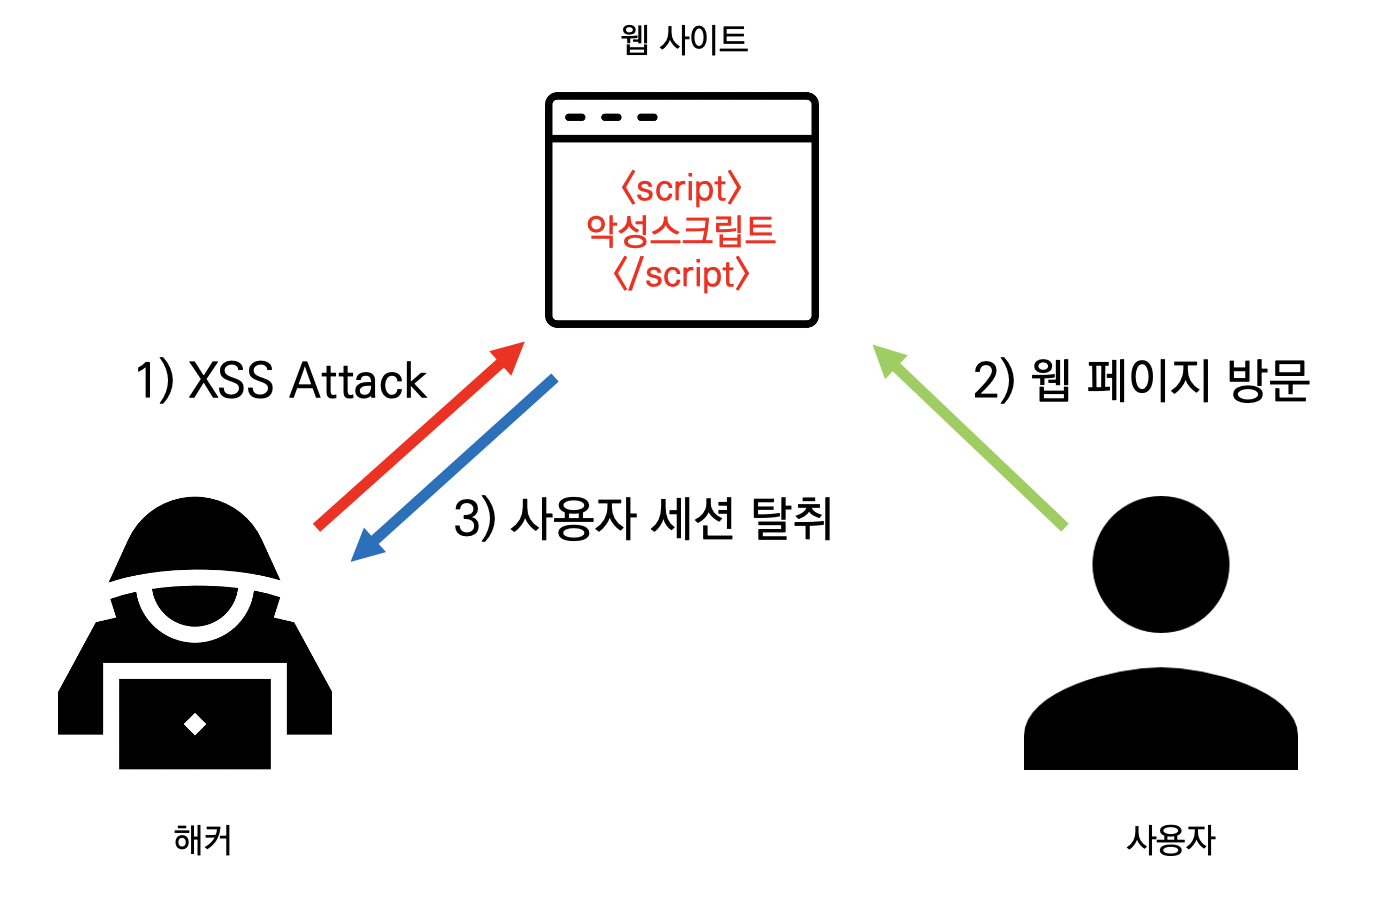 웹 사이트
<script>
악성스크립트
</script>
1) XSS Attack
2) 웹 페이지 방문
3) 사용자 세션 탈취
해커
사용자